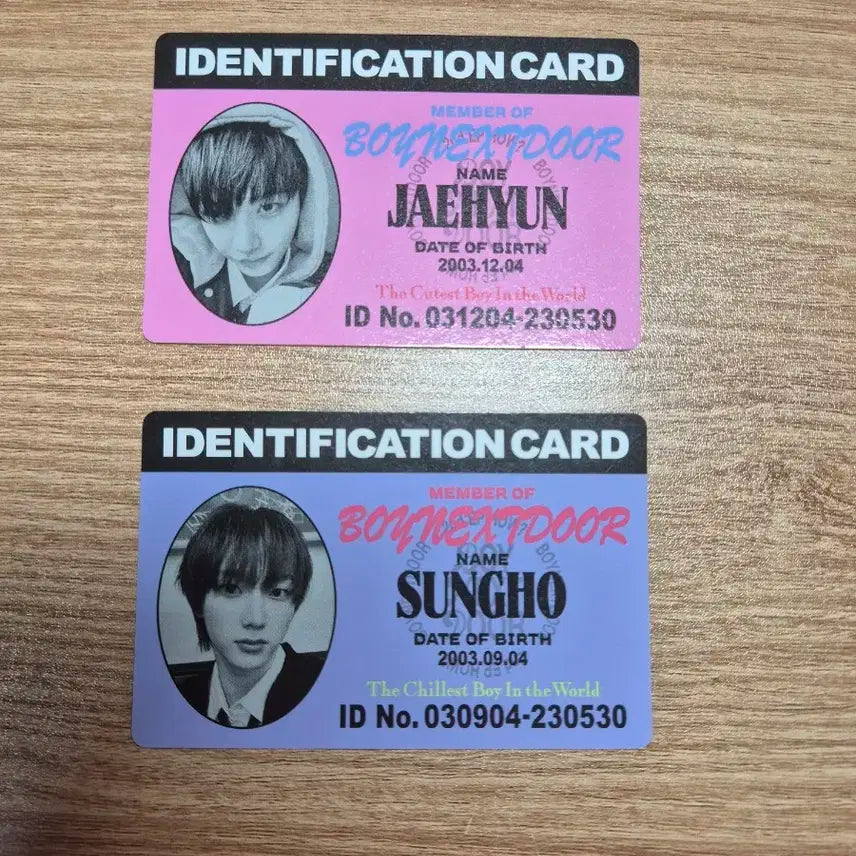 IDENTIFICATION CARD
MEMBER OF
BOYNEXTDOOR
NAME
JAEHYUN
DATE OF BIRTH
2003.12.04
The Cutest Boy In the World
ID No. 031204-230530
IDENTIFICATION CARD
MEMBER OF
BOYNEXTDOOR
NAME
SUNGHO
DATE OF BIRTH
2003.09.04
The Chillest Boy In the World
ID No. 030904-230530